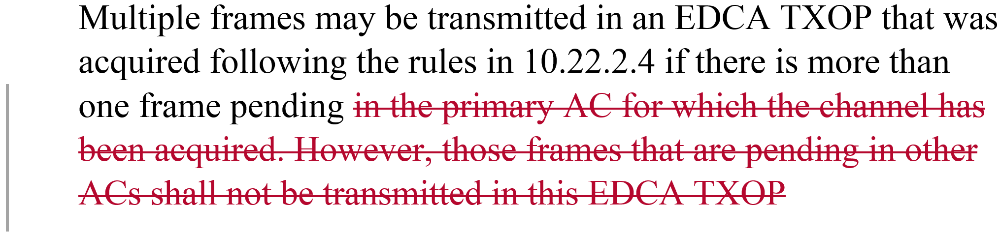 Multiple frames may be transmitted in an EDCA TXOP that was
acquired following the rules in 10.22.2.4 if there is more than
one frame pending in the primary AC for which the channel has
been acquired. However, those frames that are pending in other
ACs shall not be transmitted in this EDCA TXOP